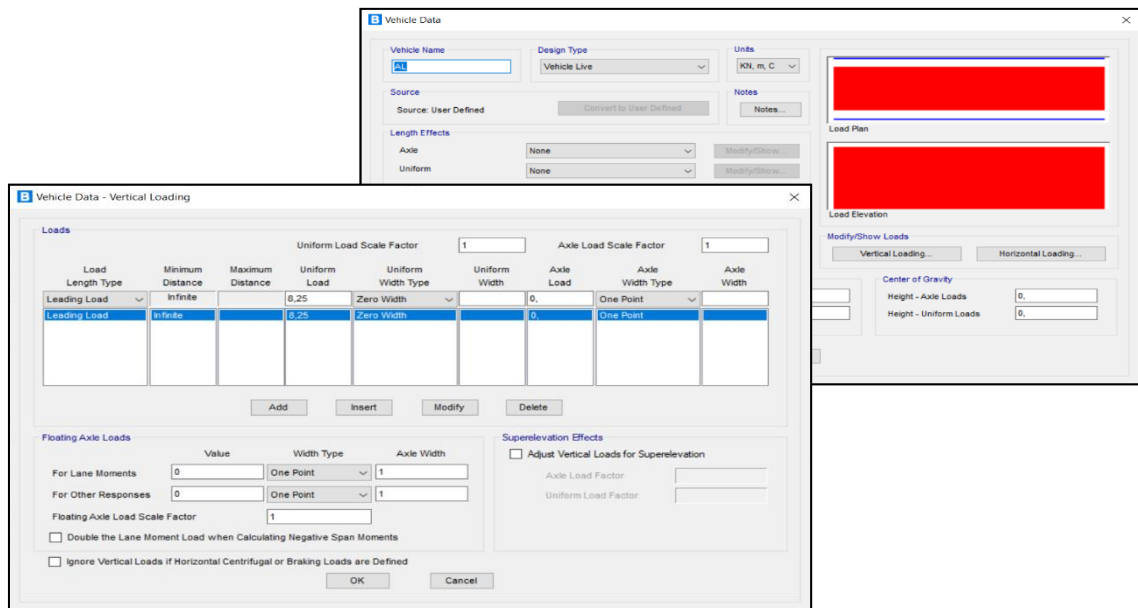 B Vehicle Data ×
Vehicle Name Design Type Units
AL Vehicle Live KN, m, C
Source Notes
Source: User Defined Convert to User Defined Notes...
Load Plan
Length Effects
Axle None Modify/Show...
Uniform None Modify/Show...
Load Elevation
Modify/Show Loads
Vertical Loading... Horizontal Loading...
Center of Gravity
Height - Axle Loads 0,
Height - Uniform Loads 0,
B Vehicle Data - Vertical Loading ×
Loads
Uniform Load Scale Factor 1 Axle Load Scale Factor 1
Load Minimum Maximum Uniform Uniform Uniform Axle Axle Axle
Length Type Distance Distance Load Width Type Width Load Width Type Width
Leading Load Infinite 8,25 Zero Width 0, One Point
Leading Load Infinite 8,25 Zero Width 0, One Point
Add Insert Modify Delete
Floating Axle Loads Superelevation Effects
Value Width Type Axle Width Adjust Vertical Loads for Superelevation
For Lane Moments 0 One Point 1 Axle Load Factor
For Other Responses 0 One Point 1 Uniform Load Factor
Floating Axle Load Scale Factor 1
Double the Lane Moment Load when Calculating Negative Span Moments
Ignore Vertical Loads if Horizontal Centrifugal or Braking Loads are Defined
OK Cancel